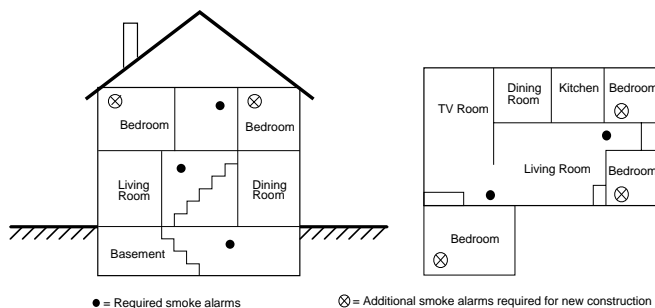 Bedroom
Bedroom
Living
Room
Dining
Room
Basement
TV Room
Dining
Room
Kitchen
Bedroom
Living Room
Bedroom
Bedroom
= Required smoke alarms
= Additional smoke alarms required for new construction